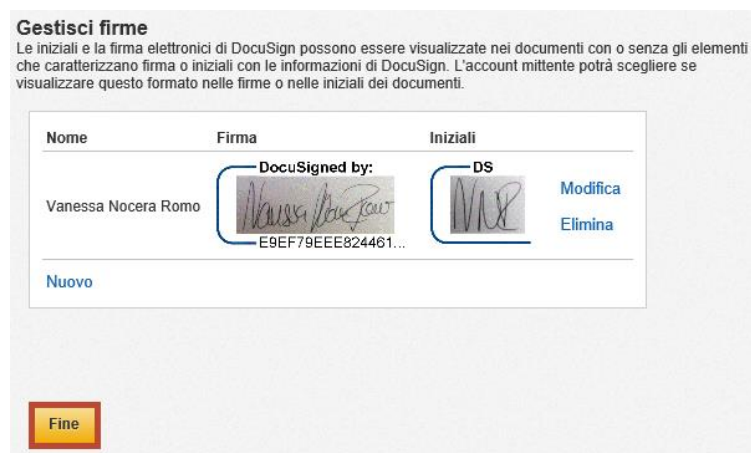 Gestisci firme
Le iniziali e la firma elettronici di DocuSign possono essere visualizzate nei documenti con o senza gli elementi
che caratterizzano firma o iniziali con le informazioni di DocuSign. L'account mittente potrà scegliere se
visualizzare questo formato nelle firme o nelle iniziali dei documenti.
Nome Firma Iniziali
DocuSigned by: DS
Vanessa Nocera Romo
VNR
Modifica
Elimina
E9EF79EEE824461...
Nuovo
Fine